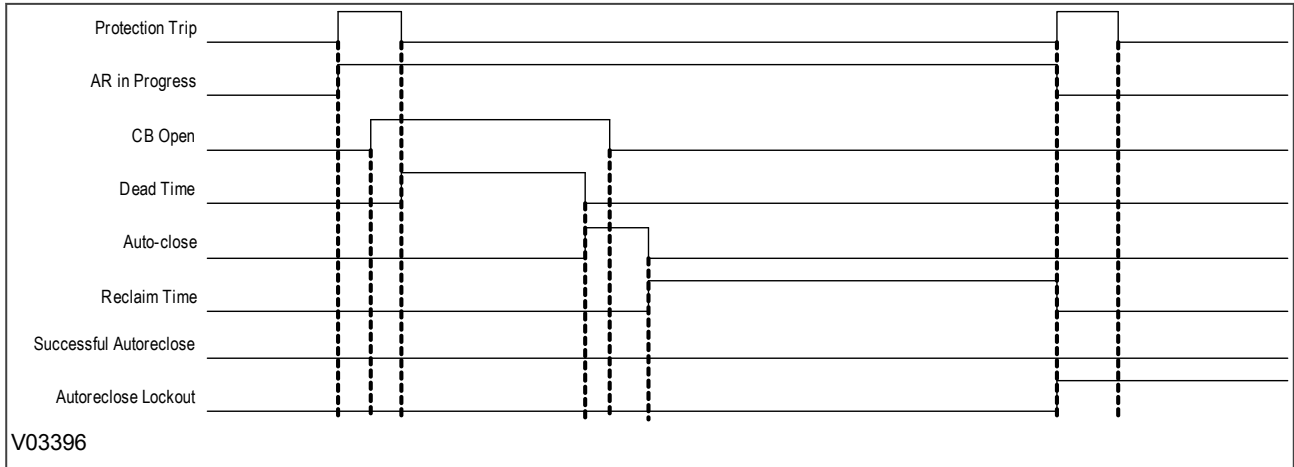 Protection Trip
AR in Progress
CB Open
Dead Time
Auto-close
Reclaim Time
Successful Autoreclose
Autoreclose Lockout
V03396